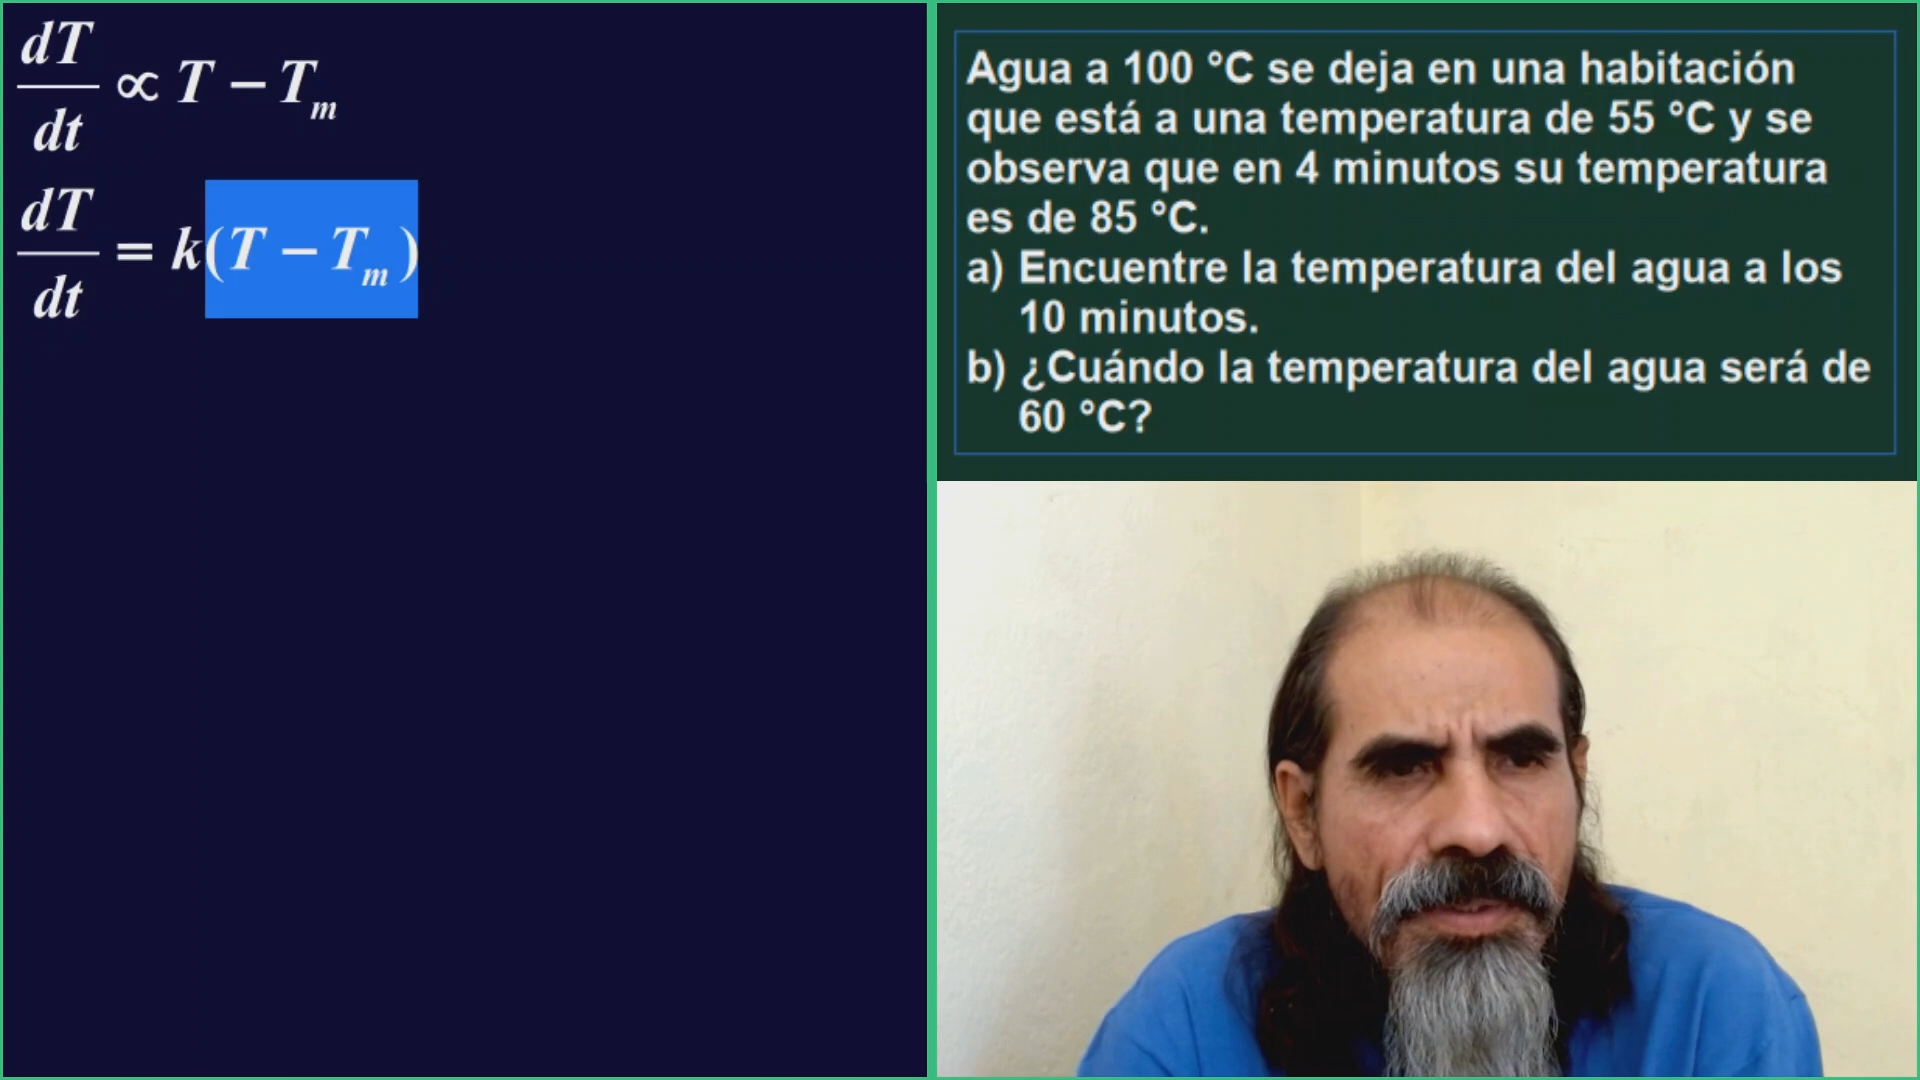 dT/dt ∝ T − Tₘ
dT/dt = k(T − Tₘ)
Agua a 100 °C se deja en una habitación
que está a una temperatura de 55 °C y se
observa que en 4 minutos su temperatura
es de 85 °C.
a) Encuentre la temperatura del agua a los
10 minutos.
b) ¿Cuándo la temperatura del agua será de
60 °C?